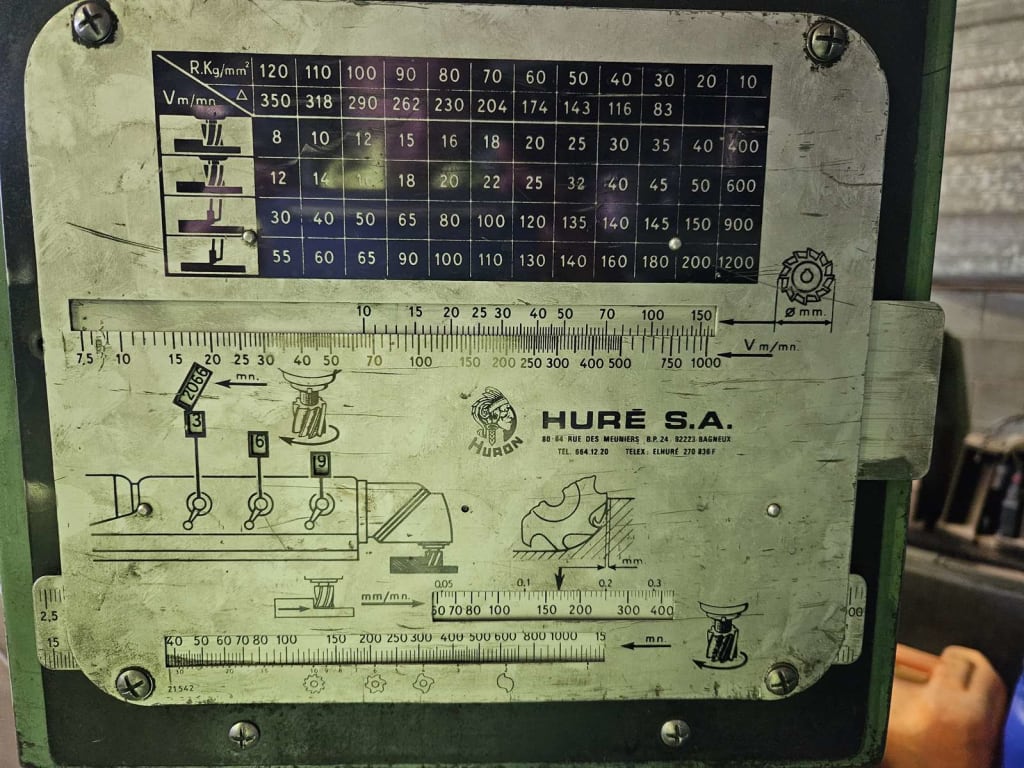 R.Kg/mm² 120 110 100 90 80 70 60 50 40 30 20 10
Vm/mn. Δ 350 318 290 262 230 204 174 143 116 83
8 10 12 15 16 18 20 25 30 35 40 400
12 14 18 20 22 25 32 40 45 50 600
30 40 50 65 80 100 120 135 140 145 150 900
55 60 65 90 100 110 130 140 160 180 200 1200
10 15 20 25 30 40 50 70 100 150
Ø mm.
7,5 10 15 20 25 30 40 50 70 100 150 200 250 300 400 500 750 1000
V m/mn.
2066
mn.
3
16
9
HURON
HURÉ S.A.
80-84 RUE DES MEUNIERS B.P. 24 92223 BAGNEUX
TEL. 664.12.20 TELEX: ELHURÉ 270 836 F
mm
0.05 0.1 0.2 0.3
mm/mn.
50 70 80 100 150 200 300 400
2,5
15
40 50 60 70 80 100 150 200 250 300 400 500 600 800 1000 15
mn.
21.542